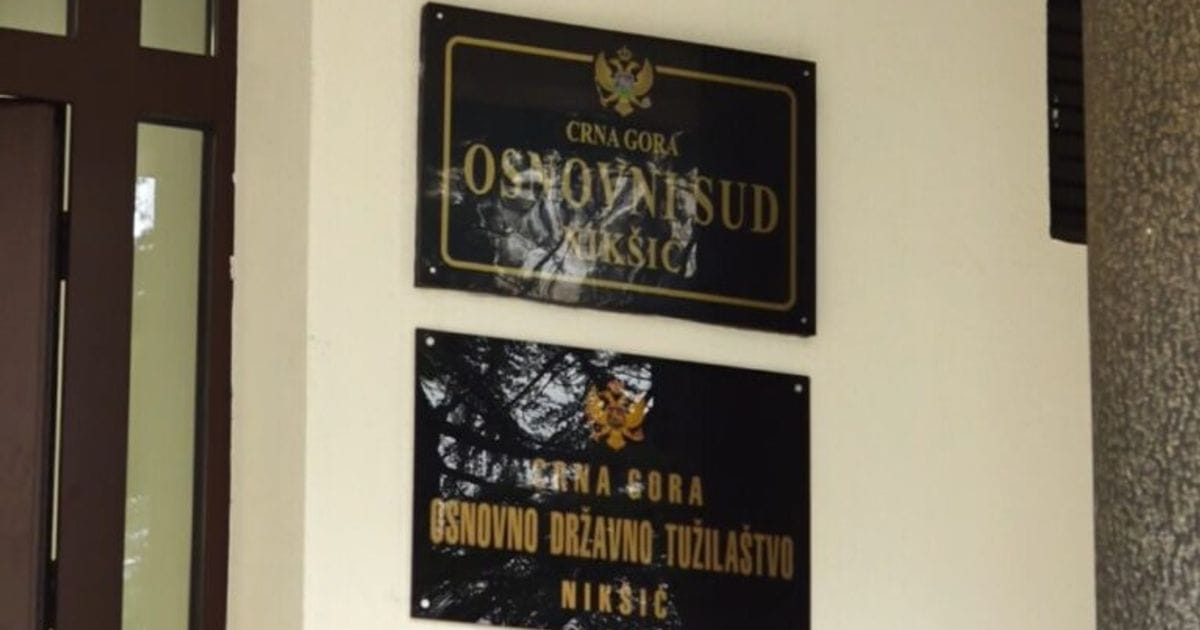 CRNA GORA
OSNOVNI SUD
NIKŠIĆ
CRNA GORA
OSNOVNO DRŽAVNO TUŽILAŠTVO
NIKŠIĆ